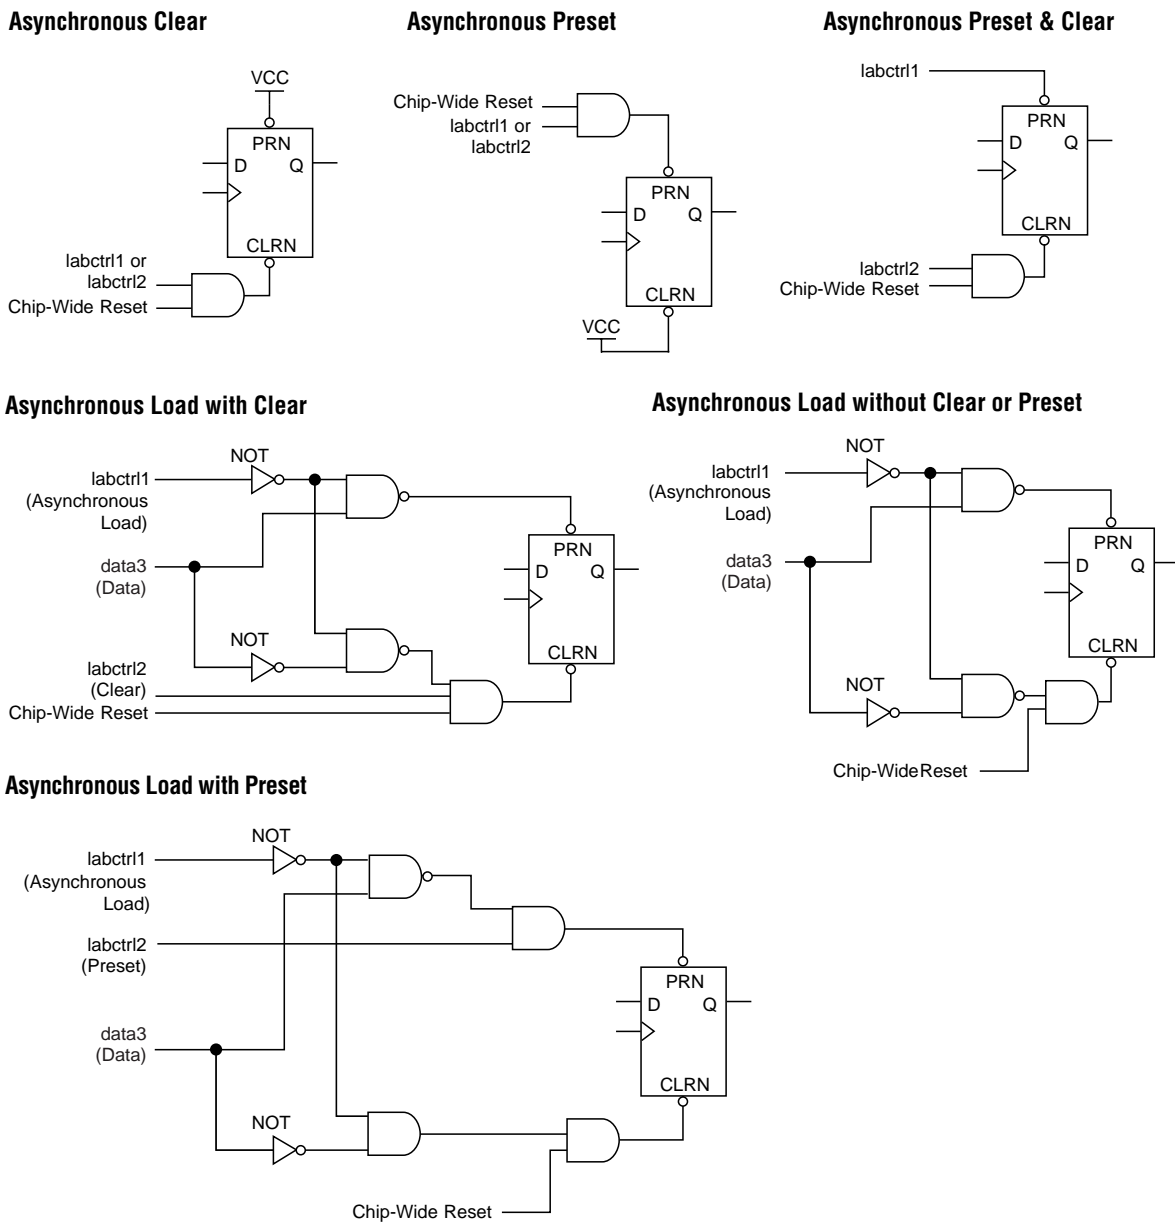 Asynchronous Clear
VCC
PRN
D
Q
CLRN
labctrl1 or
labctrl2
Chip-Wide Reset
Asynchronous Preset
Chip-Wide Reset
labctrl1 or
labctrl2
PRN
D
Q
CLRN
VCC
Asynchronous Preset & Clear
labctrl1
PRN
D
Q
CLRN
labctrl2
Chip-Wide Reset
Asynchronous Load with Clear
NOT
labctrl1
(Asynchronous
Load)
PRN
data3
(Data)
D
Q
NOT
CLRN
labctrl2
(Clear)
Chip-Wide Reset
Asynchronous Load without Clear or Preset
NOT
labctrl1
(Asynchronous
Load)
PRN
data3
(Data)
D
Q
CLRN
NOT
Chip-WideReset
Asynchronous Load with Preset
NOT
labctrl1
(Asynchronous
Load)
labctrl2
(Preset)
PRN
D
Q
data3
(Data)
CLRN
NOT
Chip-Wide Reset